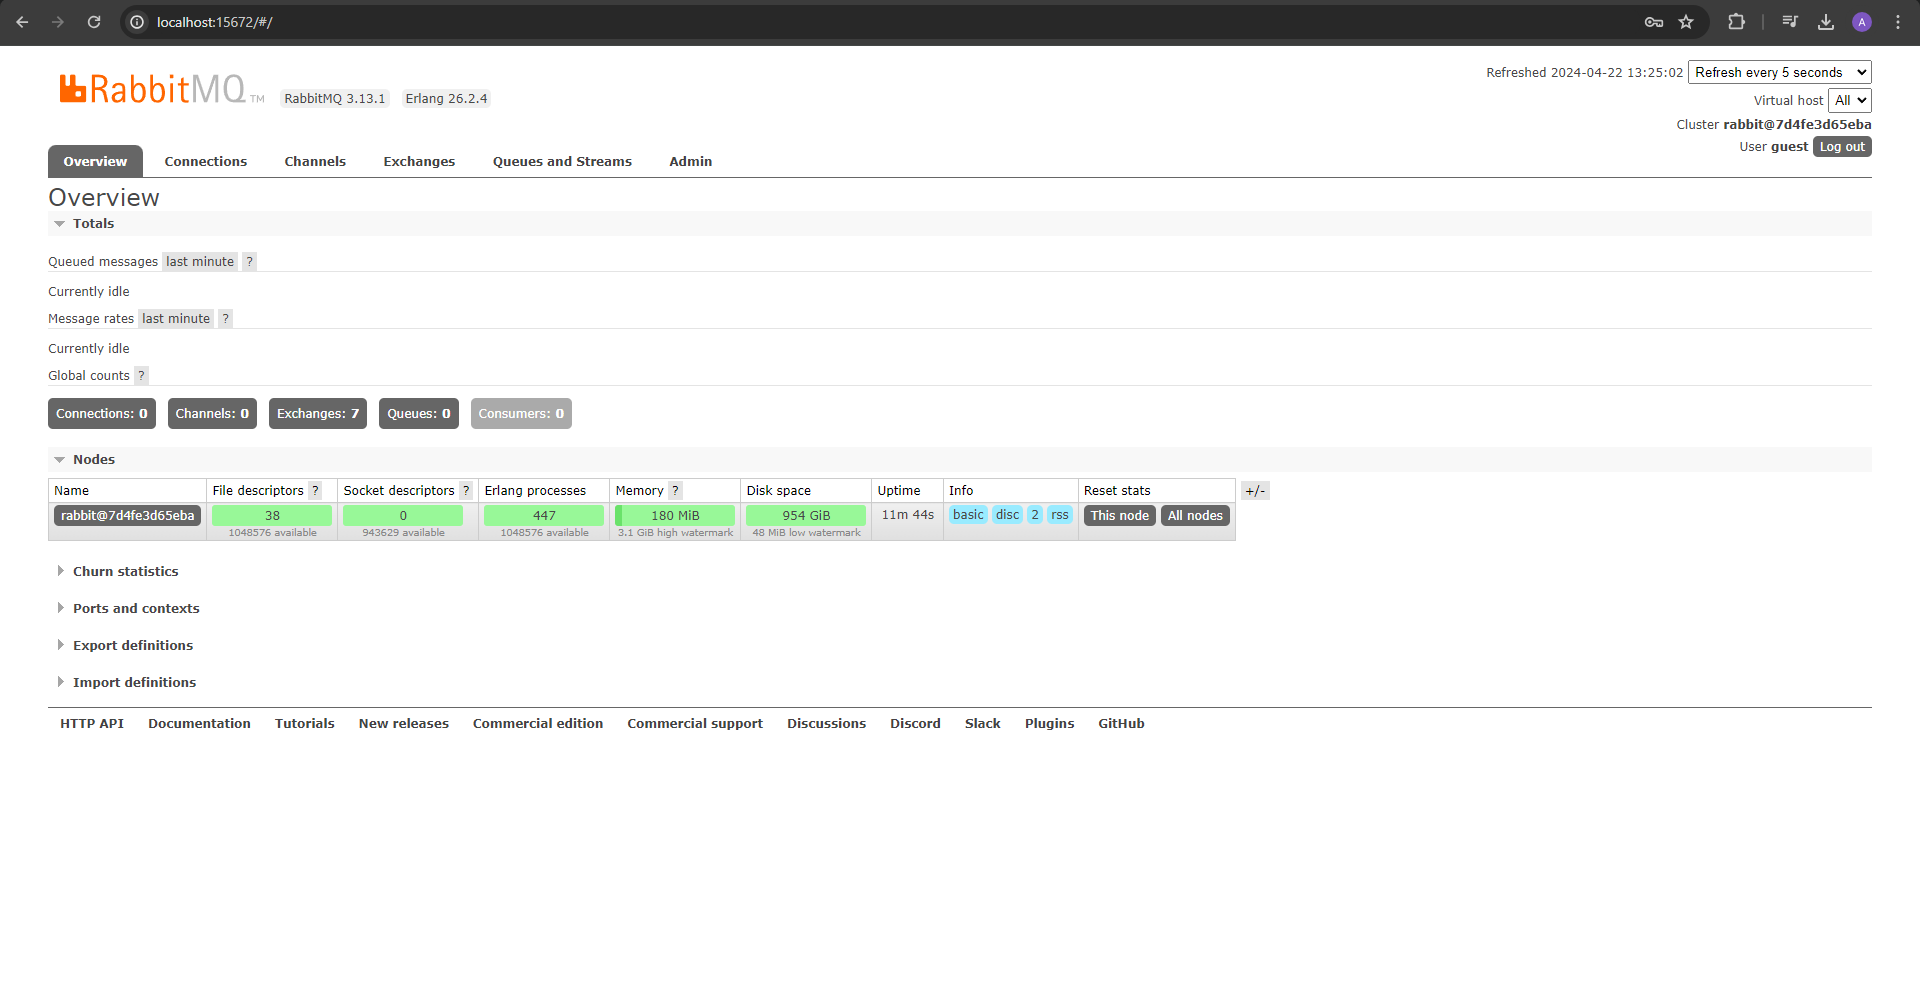 localhost:15672/#/
A
RabbitMQ TM
RabbitMQ 3.13.1 Erlang 26.2.4
Refreshed 2024-04-22 13:25:02 Refresh every 5 seconds
Virtual host All
Cluster rabbit@7d4fe3d65eba
User guest Log out
Overview Connections Channels Exchanges Queues and Streams Admin
Overview
Totals
Queued messages last minute ?
Currently idle
Message rates last minute ?
Currently idle
Global counts ?
Connections: 0 Channels: 0 Exchanges: 7 Queues: 0 Consumers: 0
Nodes
Name File descriptors ? Socket descriptors ? Erlang processes Memory ? Disk space Uptime Info Reset stats +/-
rabbit@7d4fe3d65eba 38 0 447 180 MiB 954 GiB 11m 44s basic disc 2 rss This node All nodes
1048576 available 943629 available 1048576 available 3.1 GiB high watermark 48 MiB low watermark
Churn statistics
Ports and contexts
Export definitions
Import definitions
HTTP API Documentation Tutorials New releases Commercial edition Commercial support Discussions Discord Slack Plugins GitHub